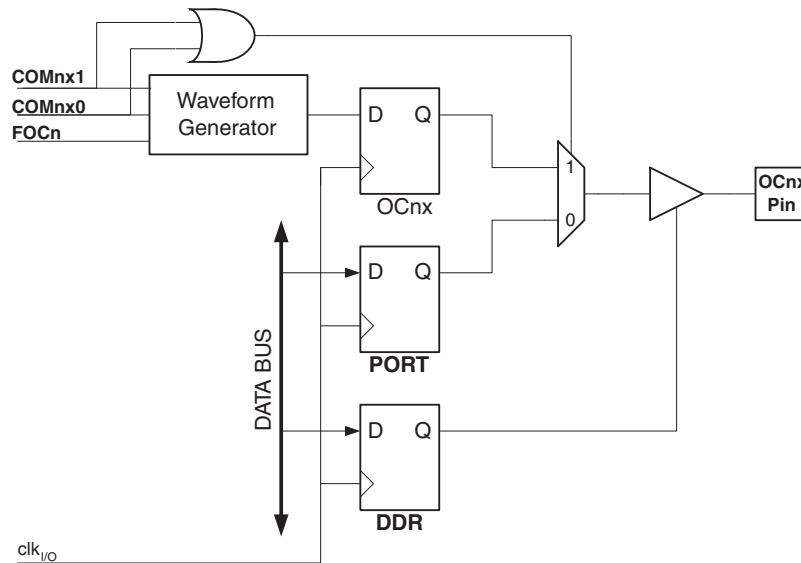 COMnx1
COMnx0
FOCn
Waveform
Generator
D Q
OCnx
1
0
OCnx
Pin
D Q
PORT
DATA BUS
D Q
DDR
clkI/O